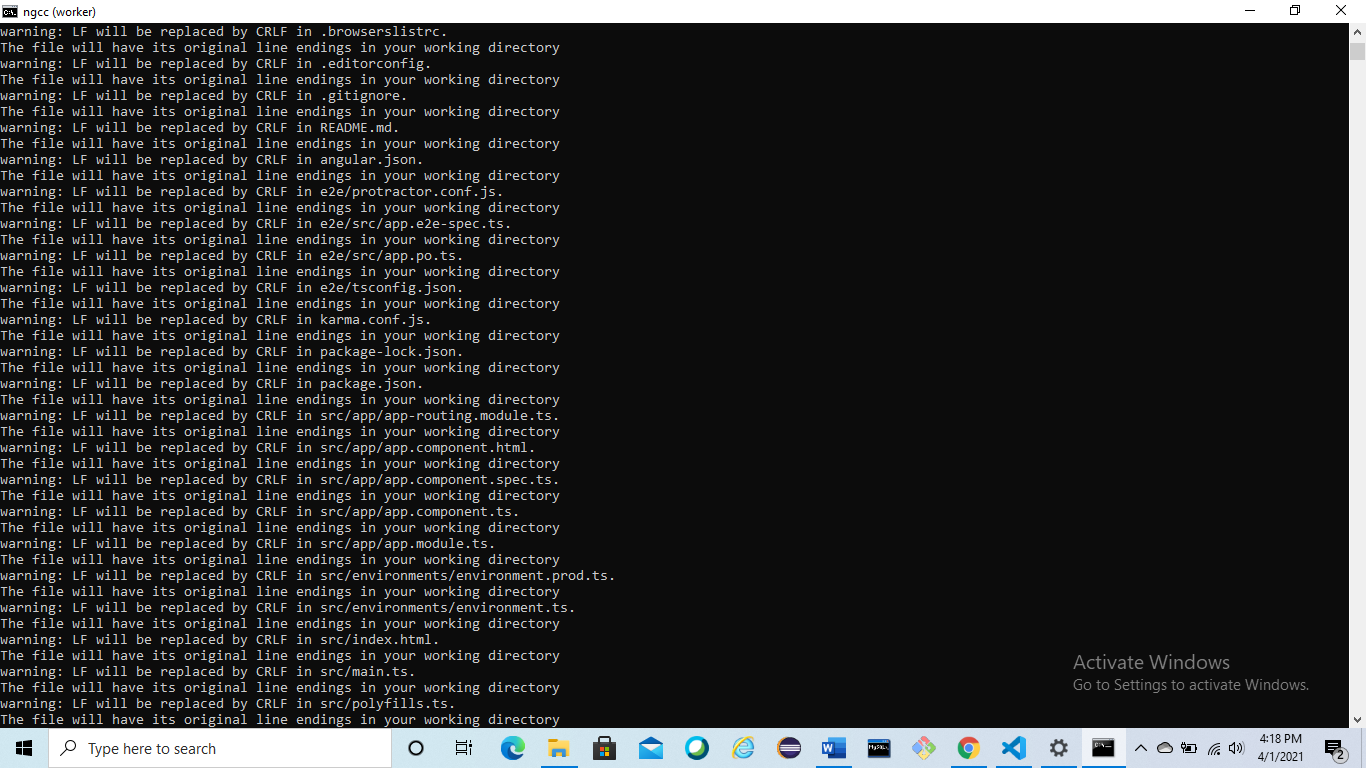 ngcc (worker)
warning: LF will be replaced by CRLF in .browserslistrc.
The file will have its original line endings in your working directory
warning: LF will be replaced by CRLF in .editorconfig.
The file will have its original line endings in your working directory
warning: LF will be replaced by CRLF in .gitignore.
The file will have its original line endings in your working directory
warning: LF will be replaced by CRLF in README.md.
The file will have its original line endings in your working directory
warning: LF will be replaced by CRLF in angular.json.
The file will have its original line endings in your working directory
warning: LF will be replaced by CRLF in e2e/protractor.conf.js.
The file will have its original line endings in your working directory
warning: LF will be replaced by CRLF in e2e/src/app.e2e-spec.ts.
The file will have its original line endings in your working directory
warning: LF will be replaced by CRLF in e2e/src/app.po.ts.
The file will have its original line endings in your working directory
warning: LF will be replaced by CRLF in e2e/tsconfig.json.
The file will have its original line endings in your working directory
warning: LF will be replaced by CRLF in karma.conf.js.
The file will have its original line endings in your working directory
warning: LF will be replaced by CRLF in package-lock.json.
The file will have its original line endings in your working directory
warning: LF will be replaced by CRLF in package.json.
The file will have its original line endings in your working directory
warning: LF will be replaced by CRLF in src/app/app-routing.module.ts.
The file will have its original line endings in your working directory
warning: LF will be replaced by CRLF in src/app/app.component.html.
The file will have its original line endings in your working directory
warning: LF will be replaced by CRLF in src/app/app.component.spec.ts.
The file will have its original line endings in your working directory
warning: LF will be replaced by CRLF in src/app/app.component.ts.
The file will have its original line endings in your working directory
warning: LF will be replaced by CRLF in src/app/app.module.ts.
The file will have its original line endings in your working directory
warning: LF will be replaced by CRLF in src/environments/environment.prod.ts.
The file will have its original line endings in your working directory
warning: LF will be replaced by CRLF in src/environments/environment.ts.
The file will have its original line endings in your working directory
warning: LF will be replaced by CRLF in src/index.html.
The file will have its original line endings in your working directory
warning: LF will be replaced by CRLF in src/main.ts.
The file will have its original line endings in your working directory
warning: LF will be replaced by CRLF in src/polyfills.ts.
The file will have its original line endings in your working directory
Activate Windows
Go to Settings to activate Windows.
Type here to search
4:18 PM
4/1/2021
2